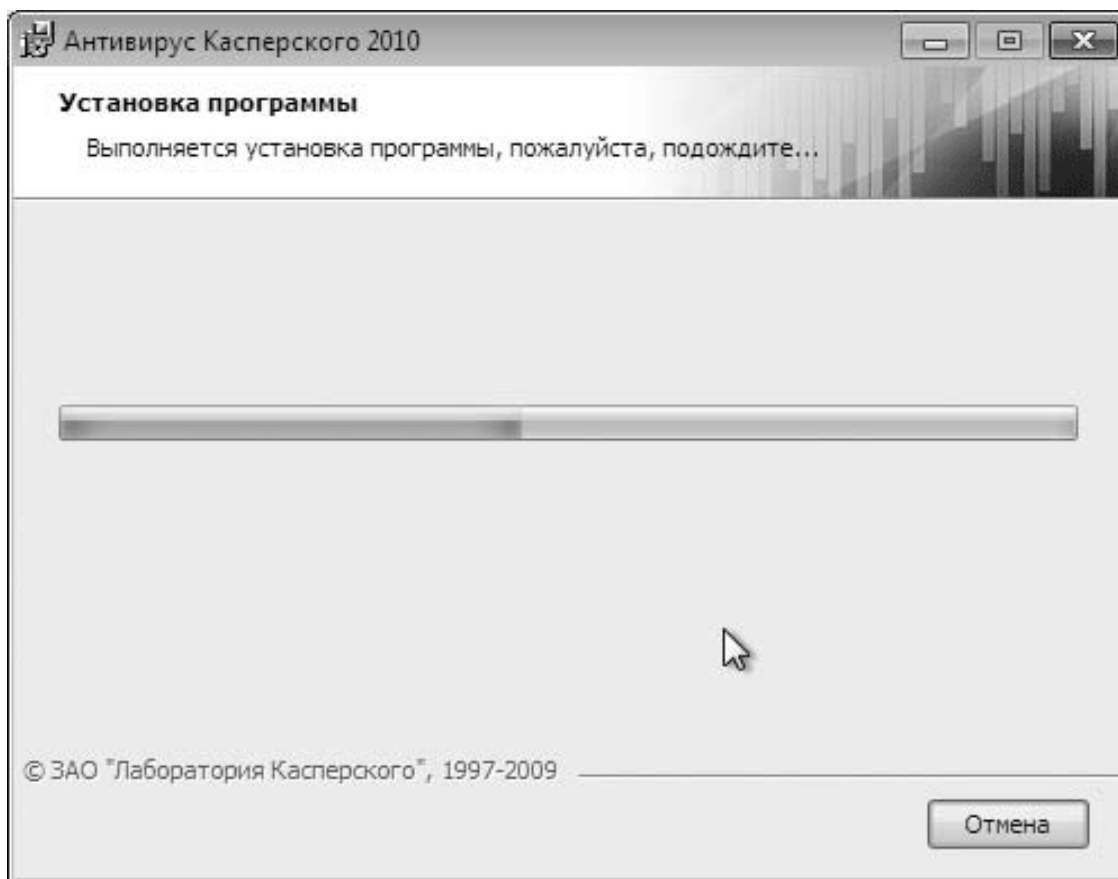 Антивирус Касперского 2010
Установка программы
Выполняется установка программы, пожалуйста, подождите...
© ЗАО "Лаборатория Касперского", 1997-2009
Отмена